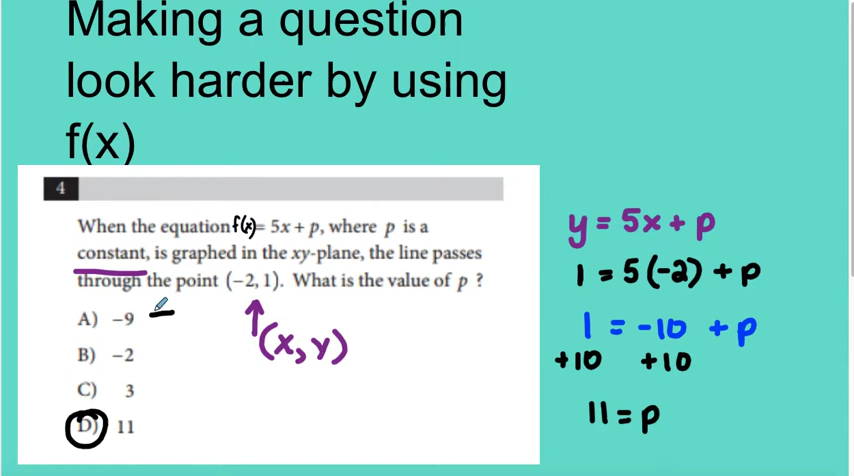 Making a question
look harder by using
f(x)
4
When the equation f(x) = 5x + p, where p is a
constant, is graphed in the xy-plane, the line passes
through the point (−2, 1). What is the value of p ?
A) −9
B) −2
C) 3
D) 11
(x, y)
y = 5x + p
1 = 5(-2) + p
1 = -10 + p
+10 +10
11 = p